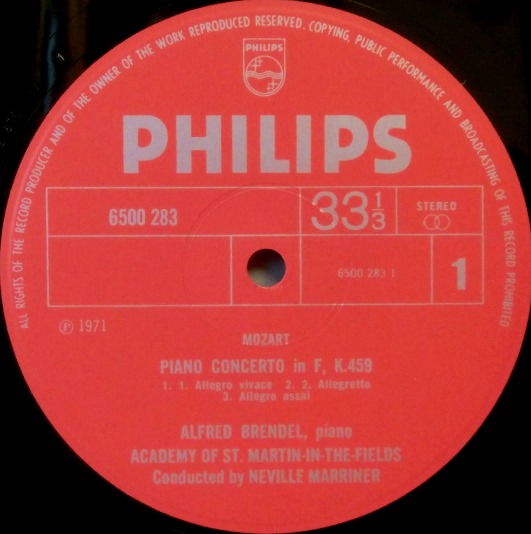 ALL RIGHTS OF THE RECORD PRODUCER AND OF THE OWNER OF THE WORK REPRODUCED RESERVED. COPYING, PUBLIC PERFORMANCE AND BROADCASTING OF THIS RECORD PROHIBITED
PHILIPS
PHILIPS
6500 283
33 1/3
STEREO
6500 283 1
1
℗ 1971
MOZART
PIANO CONCERTO in F, K.459
1. 1. Allegro vivace 2. 2. Allegretto
3. Allegro assai
ALFRED BRENDEL, piano
ACADEMY OF ST. MARTIN-IN-THE-FIELDS
Conducted by NEVILLE MARRINER